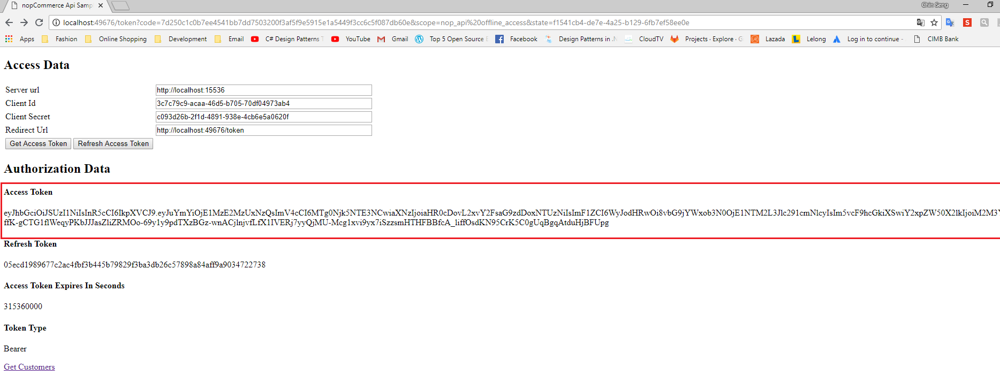 nopCommerce Api Samp
Chin Seng
localhost:49676/token?code=7d250c1c0b7ee4541bb7dd7503200f3af5f9e5915e1a5449f3cc6c5f087db60e&scope=nop_api%20offline_access&state=f1541cb4-de7e-4a25-b129-6fb7ef58ee0e
Apps Fashion Online Shopping Development Email C# Design Patterns YouTube Gmail Top 5 Open Source Facebook Design Patterns in CloudTV Projects · Explore · G Lazada Lelong Log in to continue - CIMB Bank
Access Data
Server url http://localhost:15536
Client Id 3c7c79c9-acaa-46d5-b705-70df04973ab4
Client Secret c093d26b-2f1d-4891-938e-4cb6e5a0620f
Redirect Url http://localhost:49676/token
Get Access Token Refresh Access Token
Authorization Data
Access Token
eyJhbGciOiJSUzI1NiIsInR5cCI6IkpXVCJ9.eyJuYmYiOjE1MzE2MzUxNzQsImV4cCI6MTg0Njk5NTE3NCwiaXNzIjoiaHR0cDovL2xvY2FsaG9zdDoxNTUzNiIsImF1ZCI6WyJodHRwOi8vbG9jYWxob3N0OjE1NTM2L3Jlc291cmNlcyIsIm5vcF9hcGkiXSwiY2xpZW50X2lkIjoiM2M3Y
ffK-gCTG1flWeqyPKbJJJasZliZRMOo-69y1y9pdTXzBGz-wnACjlnjvfLfX1IVERj7yyQjMU-Mcg1xvi9yx7iSzzsmHTHFBBfcA_1iffOsdKN95CrK5C0gUqBgqAtduHjBFUpg
Refresh Token
05ecd1989677c2ac4fbf3b445b79829f3ba3db26c57898a84aff9a9034722738
Access Token Expires In Seconds
315360000
Token Type
Bearer
Get Customers